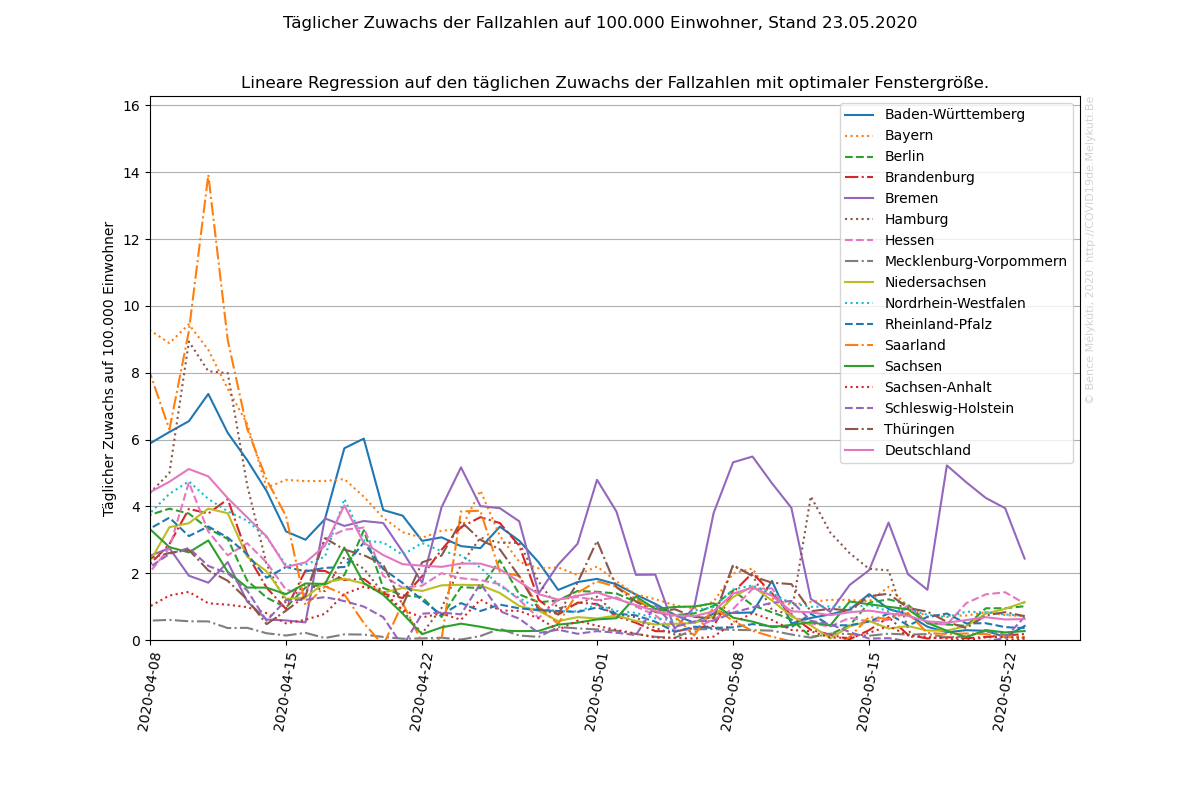 Täglicher Zuwachs der Fallzahlen auf 100.000 Einwohner, Stand 23.05.2020
Lineare Regression auf den täglichen Zuwachs der Fallzahlen mit optimaler Fenstergröße.
Täglicher Zuwachs auf 100.000 Einwohner
16
14
12
10
8
6
4
2
0
2020-04-08
2020-04-15
2020-04-22
2020-05-01
2020-05-08
2020-05-15
2020-05-22
Baden-Württemberg
Bayern
Berlin
Brandenburg
Bremen
Hamburg
Hessen
Mecklenburg-Vorpommern
Niedersachsen
Nordrhein-Westfalen
Rheinland-Pfalz
Saarland
Sachsen
Sachsen-Anhalt
Schleswig-Holstein
Thüringen
Deutschland
© Bence Mélykúti, 2020. http://COVID19de.Melykuti.Be